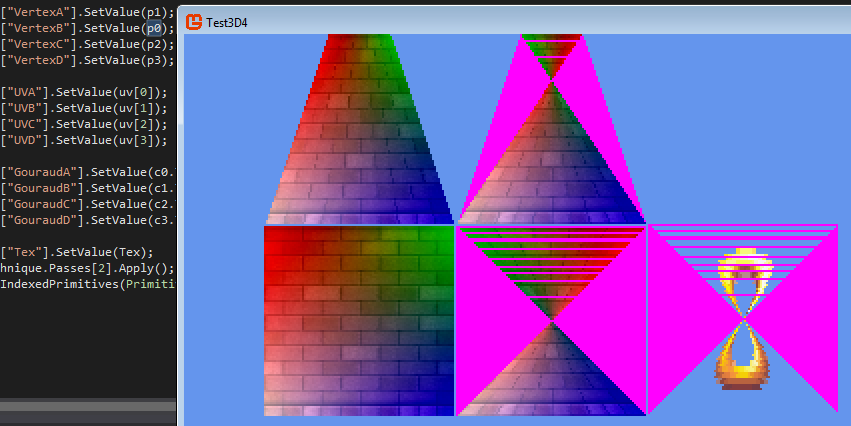 ["VertexA"].SetValue(p1);
["VertexB"].SetValue(p0);
["VertexC"].SetValue(p2);
["VertexD"].SetValue(p3);
["UVA"].SetValue(uv[0]);
["UVB"].SetValue(uv[1]);
["UVC"].SetValue(uv[2]);
["UVD"].SetValue(uv[3]);
["GouraudA"].SetValue(c0.
["GouraudB"].SetValue(c1.
["GouraudC"].SetValue(c2.
["GouraudD"].SetValue(c3.
["Tex"].SetValue(Tex);
hnique.Passes[2].Apply();
IndexedPrimitives(Primiti
Test3D4